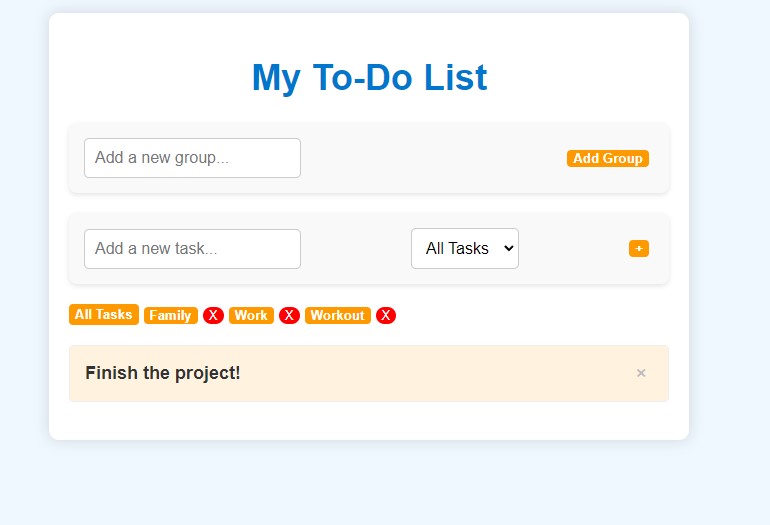 My To-Do List
Add a new group... Add Group
Add a new task... All Tasks +
All Tasks Family X Work X Workout X
Finish the project! ×